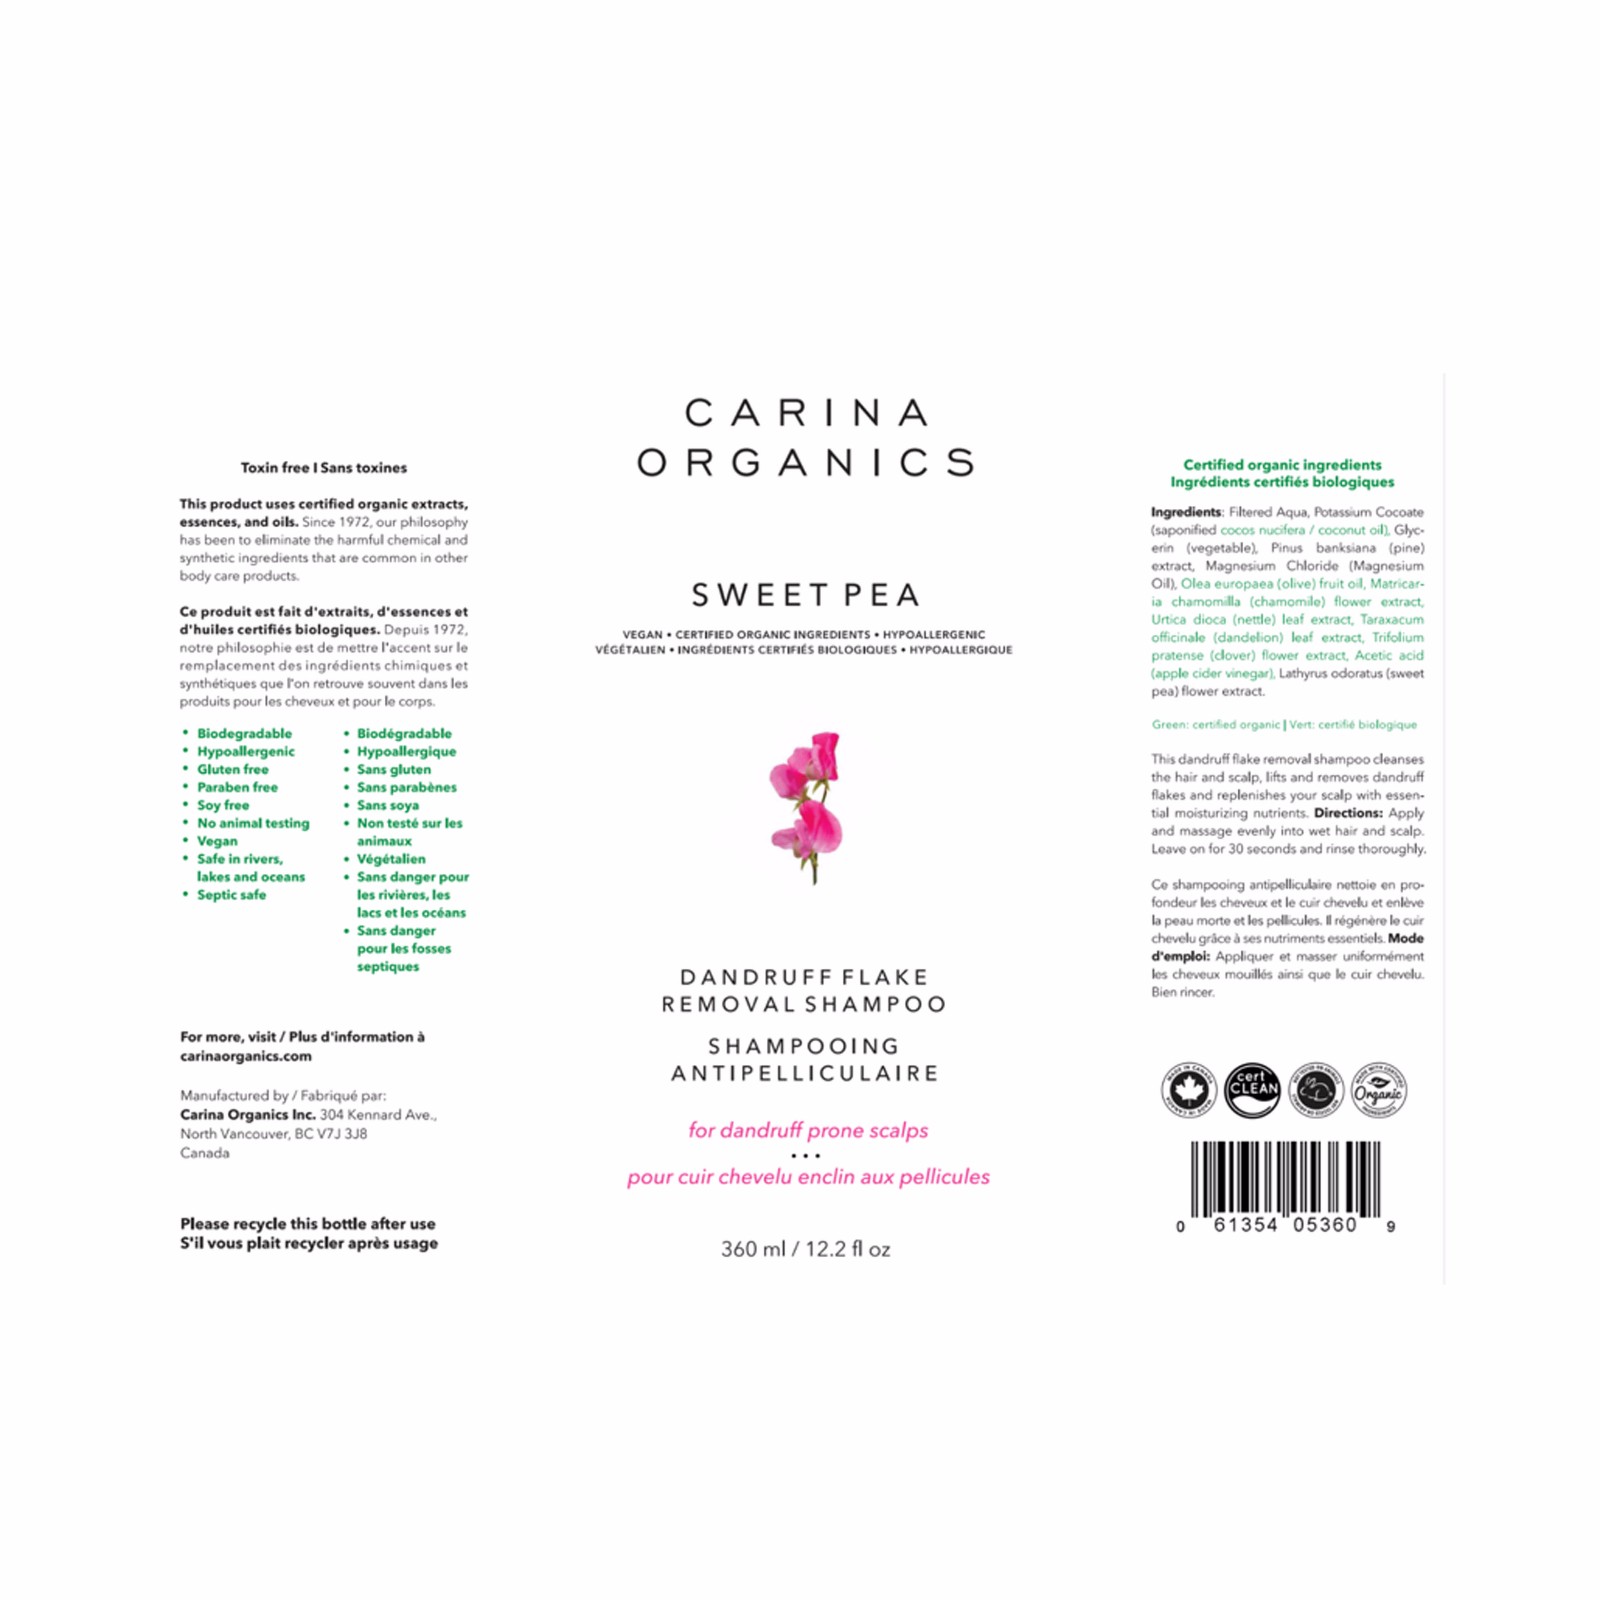 Toxin free I Sans toxines
This product uses certified organic extracts,
essences, and oils. Since 1972, our philosophy
has been to eliminate the harmful chemical and
synthetic ingredients that are common in other
body care products.
Ce produit est fait d'extraits, d'essences et
d'huiles certifiés biologiques. Depuis 1972,
notre philosophie est de mettre l'accent sur le
remplacement des ingrédients chimiques et
synthétiques que l'on retrouve souvent dans les
produits pour les cheveux et pour le corps.
• Biodegradable
• Hypoallergenic
• Gluten free
• Paraben free
• Soy free
• No animal testing
• Vegan
• Safe in rivers,
lakes and oceans
• Septic safe
• Biodégradable
• Hypoallergique
• Sans gluten
• Sans parabènes
• Sans soya
• Non testé sur les
animaux
• Végétalien
• Sans danger pour
les rivières, les
lacs et les océans
• Sans danger
pour les fosses
septiques
For more, visit / Plus d'information à
carinaorganics.com
Manufactured by / Fabriqué par:
Carina Organics Inc. 304 Kennard Ave.,
North Vancouver, BC V7J 3J8
Canada
Please recycle this bottle after use
S'il vous plait recycler après usage
CARINA
ORGANICS
SWEET PEA
VEGAN • CERTIFIED ORGANIC INGREDIENTS • HYPOALLERGENIC
VÉGÉTALIEN • INGRÉDIENTS CERTIFIÉS BIOLOGIQUES • HYPOALLERGIQUE
DANDRUFF FLAKE
REMOVAL SHAMPOO
SHAMPOOING
ANTIPELLICULAIRE
for dandruff prone scalps
• • •
pour cuir chevelu enclin aux pellicules
360 ml / 12.2 fl oz
Certified organic ingredients
Ingrédients certifiés biologiques
Ingredients: Filtered Aqua, Potassium Cocoate
(saponified cocos nucifera / coconut oil), Glyc-
erin (vegetable), Pinus banksiana (pine)
extract, Magnesium Chloride (Magnesium
Oil), Olea europaea (olive) fruit oil, Matricar-
ia chamomilla (chamomile) flower extract,
Urtica dioca (nettle) leaf extract, Taraxacum
officinale (dandelion) leaf extract, Trifolium
pratense (clover) flower extract, Acetic acid
(apple cider vinegar), Lathyrus odoratus (sweet
pea) flower extract.
Green: certified organic | Vert: certifié biologique
This dandruff flake removal shampoo cleanses
the hair and scalp, lifts and removes dandruff
flakes and replenishes your scalp with essen-
tial moisturizing nutrients. Directions: Apply
and massage evenly into wet hair and scalp.
Leave on for 30 seconds and rinse thoroughly.
Ce shampooing antipelliculaire nettoie en pro-
fondeur les cheveux et le cuir chevelu et enlève
la peau morte et les pellicules. Il régénère le cuir
chevelu grâce à ses nutriments essentiels. Mode
d'emploi: Appliquer et masser uniformément
les cheveux mouillés ainsi que le cuir chevelu.
Bien rincer.
MADE IN CANADA
cert
CLEAN
Organic
0 61354 05360 9